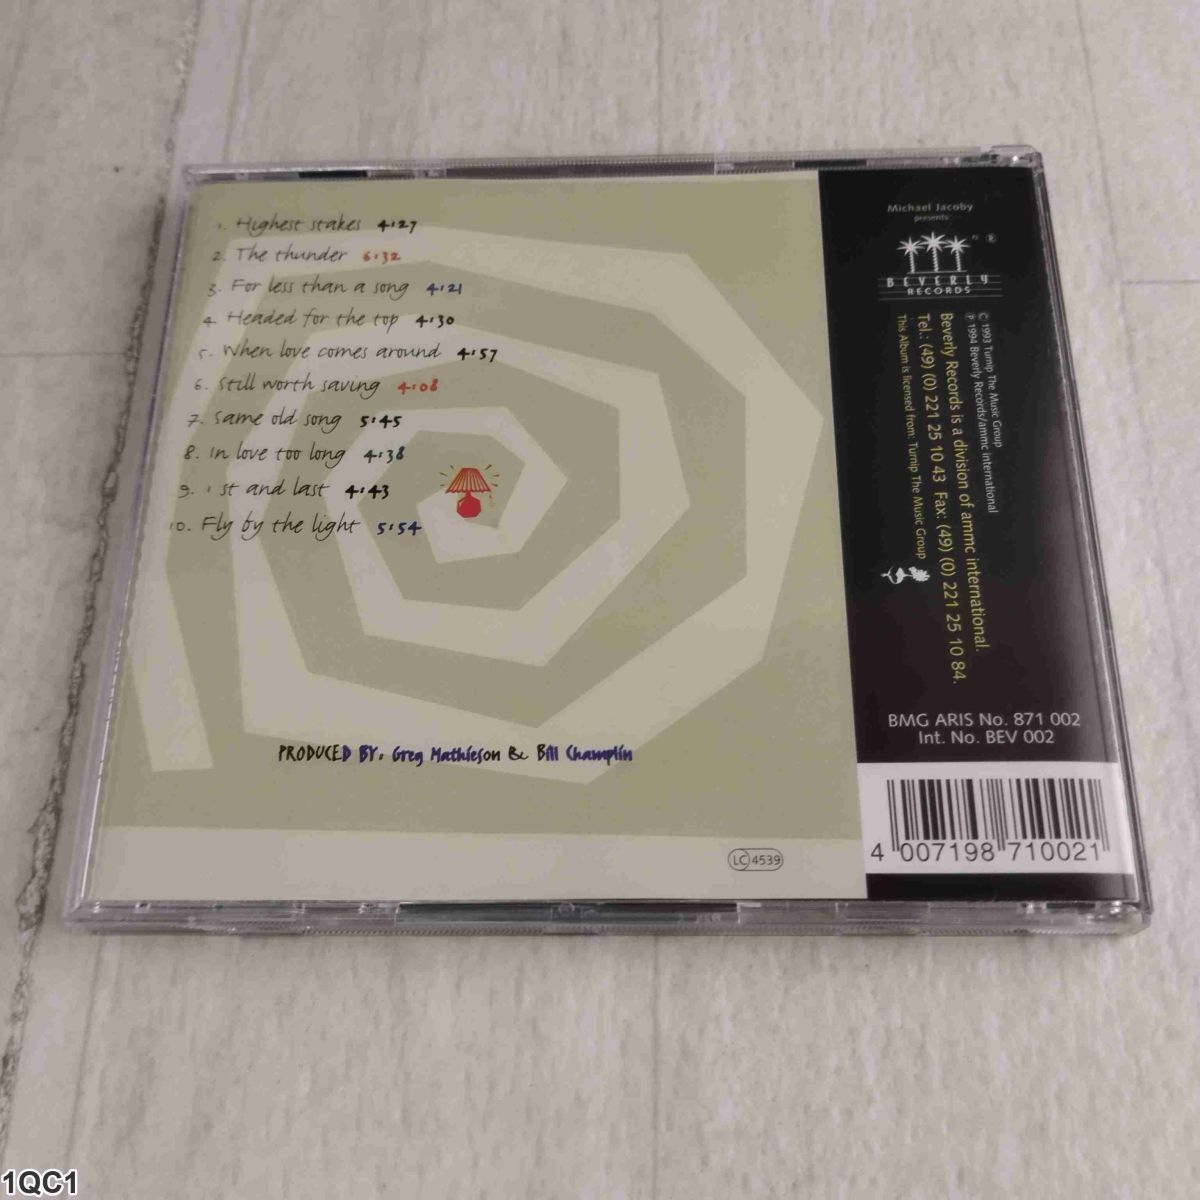 1. Highest stakes 4:27
2. The thunder 6:32
3. For less than a song 4:21
4. Headed for the top 4:30
5. When love comes around 4:57
6. Still worth saving 4:08
7. Same old song 5:45
8. In love too long 4:38
9. 1st and last 4:43
10. Fly by the light 5:54
PRODUCED BY: Greg Mathieson & Bill Champlin
LC 4539
Michael Jacoby
presents
®
BEVERLY
RECORDS
© 1993 Turnip The Music Group
℗ 1994 Beverly Records/ammc international
Beverly Records is a division of ammc international.
Tel.: (49) (0) 221 25 10 43 Fax: (49) (0) 221 25 10 84.
This Album is licensed from: Turnip The Music Group
BMG ARIS No. 871 002
Int. No. BEV 002
4 007198 710021
1QC1